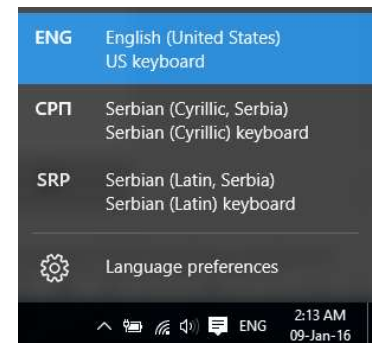 ENG English (United States)
US keyboard
СРП Serbian (Cyrillic, Serbia)
Serbian (Cyrillic) keyboard
SRP Serbian (Latin, Serbia)
Serbian (Latin) keyboard
Language preferences
ENG 2:13 AM
09-Jan-16